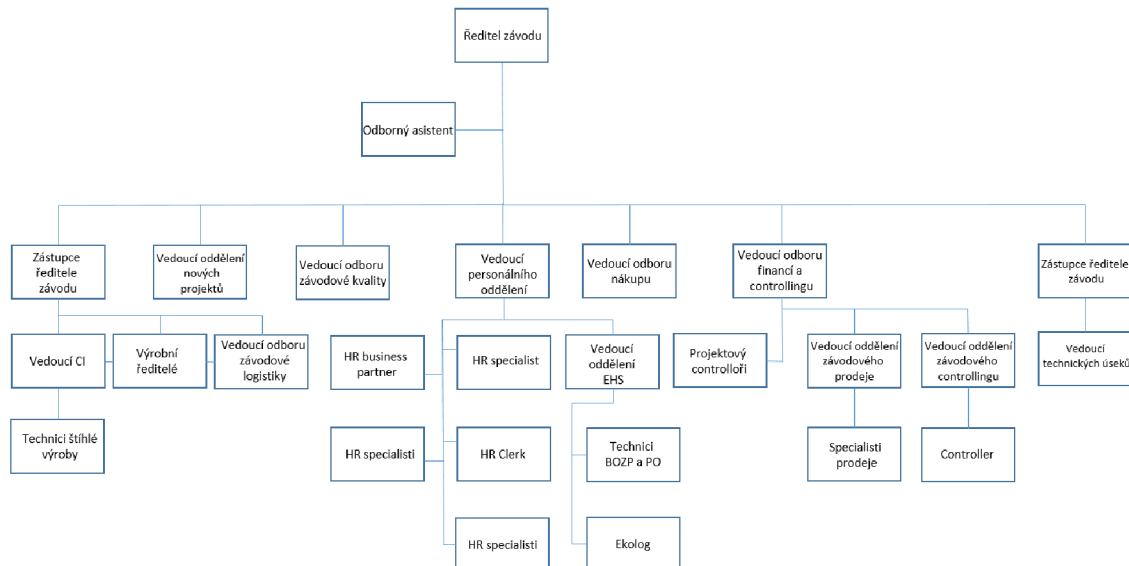 Ředitel závodu
Odborný asistent
Zástupce
ředitele
závodu
Vedoucí oddělení
nových
projektů
Vedoucí odboru
závodové kvality
Vedoucí
personálního
oddělení
Vedoucí odboru
nákupu
Vedoucí odboru
financí a
controllingu
Zástupce ředitele
závodu
Vedoucí CI
Výrobní
ředitelé
Vedoucí odboru
závodové
logistiky
HR business
partner
HR specialist
Vedoucí
oddělení
EHS
Projektový
controlloři
Vedoucí oddělení
závodového
prodeje
Vedoucí oddělení
závodového
controllingu
Vedoucí
technických úseků
Technici štíhlé
výroby
HR specialisti
HR Clerk
Technici
BOZP a PO
Specialisti
prodeje
Controller
HR specialisti
Ekolog